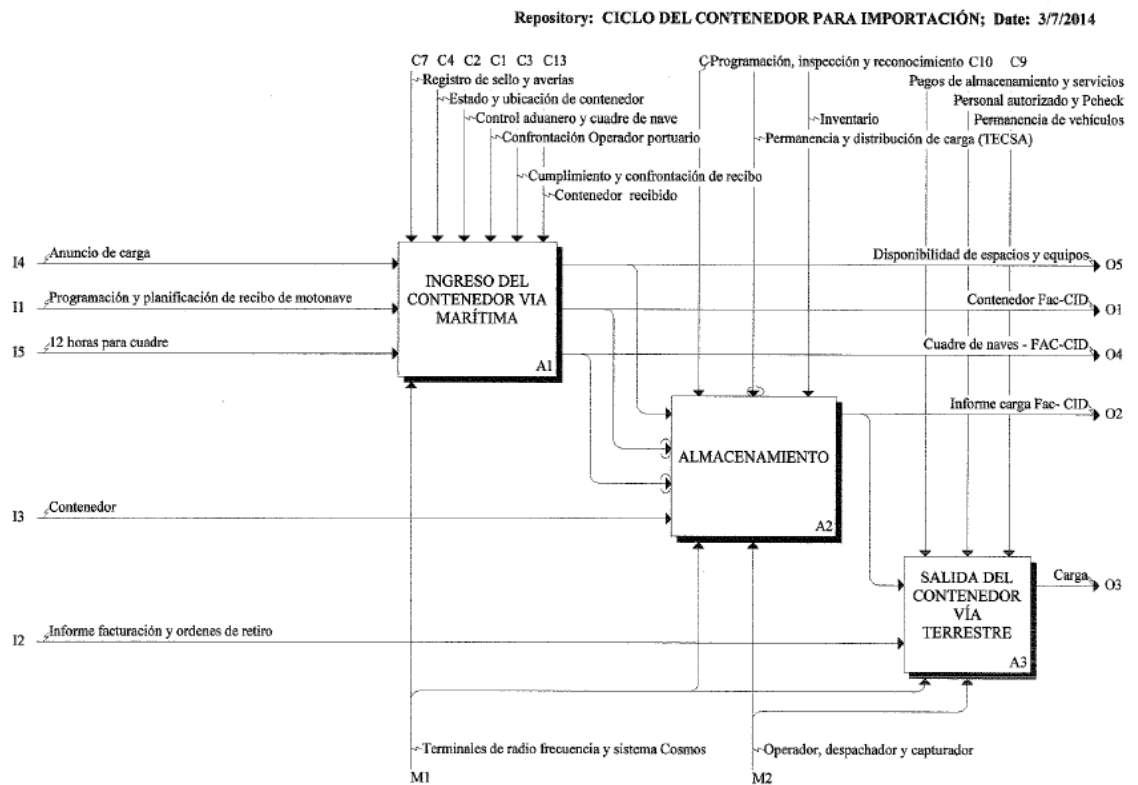 Repository: CICLO DEL CONTENEDOR PARA IMPORTACIÓN; Date: 3/7/2014
C7 C4 C2 C1 C3 C13
C Programación, inspección y reconocimiento C10 C9
Registro de sello y averías
Pagos de almacenamiento y servicios
Estado y ubicación de contenedor
Personal autorizado y Pcheck
Control aduanero y cuadre de nave
Inventario
Permanencia de vehículos
Confrontación Operador portuario
Permanencia y distribución de carga (TECSA)
Cumplimiento y confrontación de recibo
Contenedor recibido
I4 Anuncio de carga
Disponibilidad de espacios y equipos O5
INGRESO DEL
CONTENEDOR VIA
MARÍTIMA
A1
I1 Programación y planificación de recibo de motonave
Contenedor Fac-CID O1
I5 12 horas para cuadre
Cuadre de naves - FAC-CID O4
Informe carga Fac- CID O2
ALMACENAMIENTO
A2
I3 Contenedor
SALIDA DEL
CONTENEDOR
VÍA
TERRESTRE
A3
Carga O3
I2 Informe facturación y ordenes de retiro
Terminales de radio frecuencia y sistema Cosmos
Operador, despachador y capturador
M1
M2